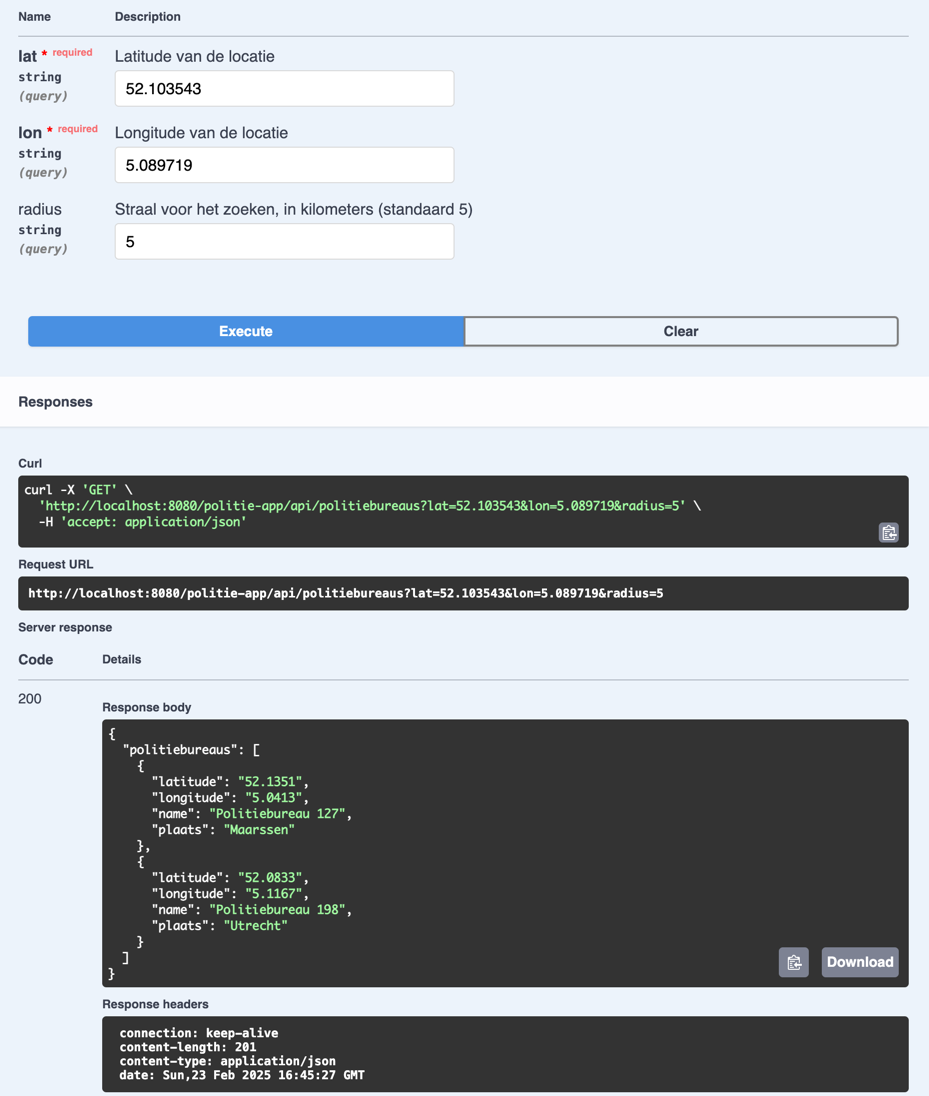 Name Description
lat * required Latitude van de locatie
string
(query)
52.103543
lon * required Longitude van de locatie
string
(query)
5.089719
radius Straal voor het zoeken, in kilometers (standaard 5)
string
(query)
5
Execute Clear
Responses
Curl
curl -X 'GET' \
'http://localhost:8080/politie-app/api/politiebureaus?lat=52.103543&lon=5.089719&radius=5' \
-H 'accept: application/json'
Request URL
http://localhost:8080/politie-app/api/politiebureaus?lat=52.103543&lon=5.089719&radius=5
Server response
Code Details
200
Response body
{
"politiebureaus": [
{
"latitude": "52.1351",
"longitude": "5.0413",
"name": "Politiebureau 127",
"plaats": "Maarssen"
},
{
"latitude": "52.0833",
"longitude": "5.1167",
"name": "Politiebureau 198",
"plaats": "Utrecht"
}
]
}
Download
Response headers
connection: keep-alive
content-length: 201
content-type: application/json
date: Sun,23 Feb 2025 16:45:27 GMT